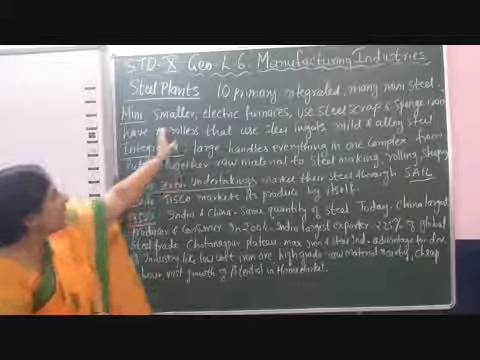 STD-X Geo-L-6. Manufacturing Industries
Steel Plants 10 primary integrated, many mini steel
Mini smaller, electric furnaces, use steel scrap & sponge iron
have rollers that use steel ingots mild & alloy steel
Integrated: large handles everything in one complex from
together raw material to steel making, rolling shaping
Undertakings market their steel through SAIL
TISCO markets its produce by itself.
India & China - Same quantity of steel Today - China largest
Producer & Consumer In 2004 - India largest exporter - 2.25% of Global
Steel trade Chotanagpur plateau - max iron & steel Ind - advantage for dev.
of Industry like, low cost iron ore high grade raw material nearby, cheap
labour, vast growth of Potential in Home market.